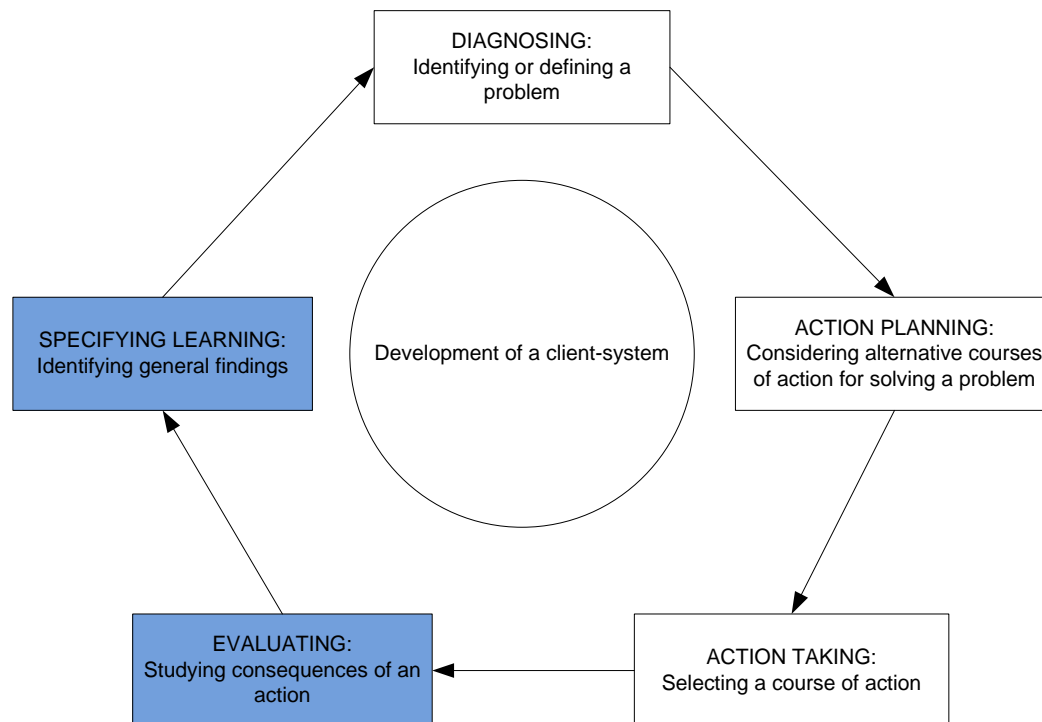 DIAGNOSING:
Identifying or defining a
problem
SPECIFYING LEARNING:
Identifying general findings
Development of a client-system
ACTION PLANNING:
Considering alternative courses
of action for solving a problem
EVALUATING:
Studying consequences of an
action
ACTION TAKING:
Selecting a course of action